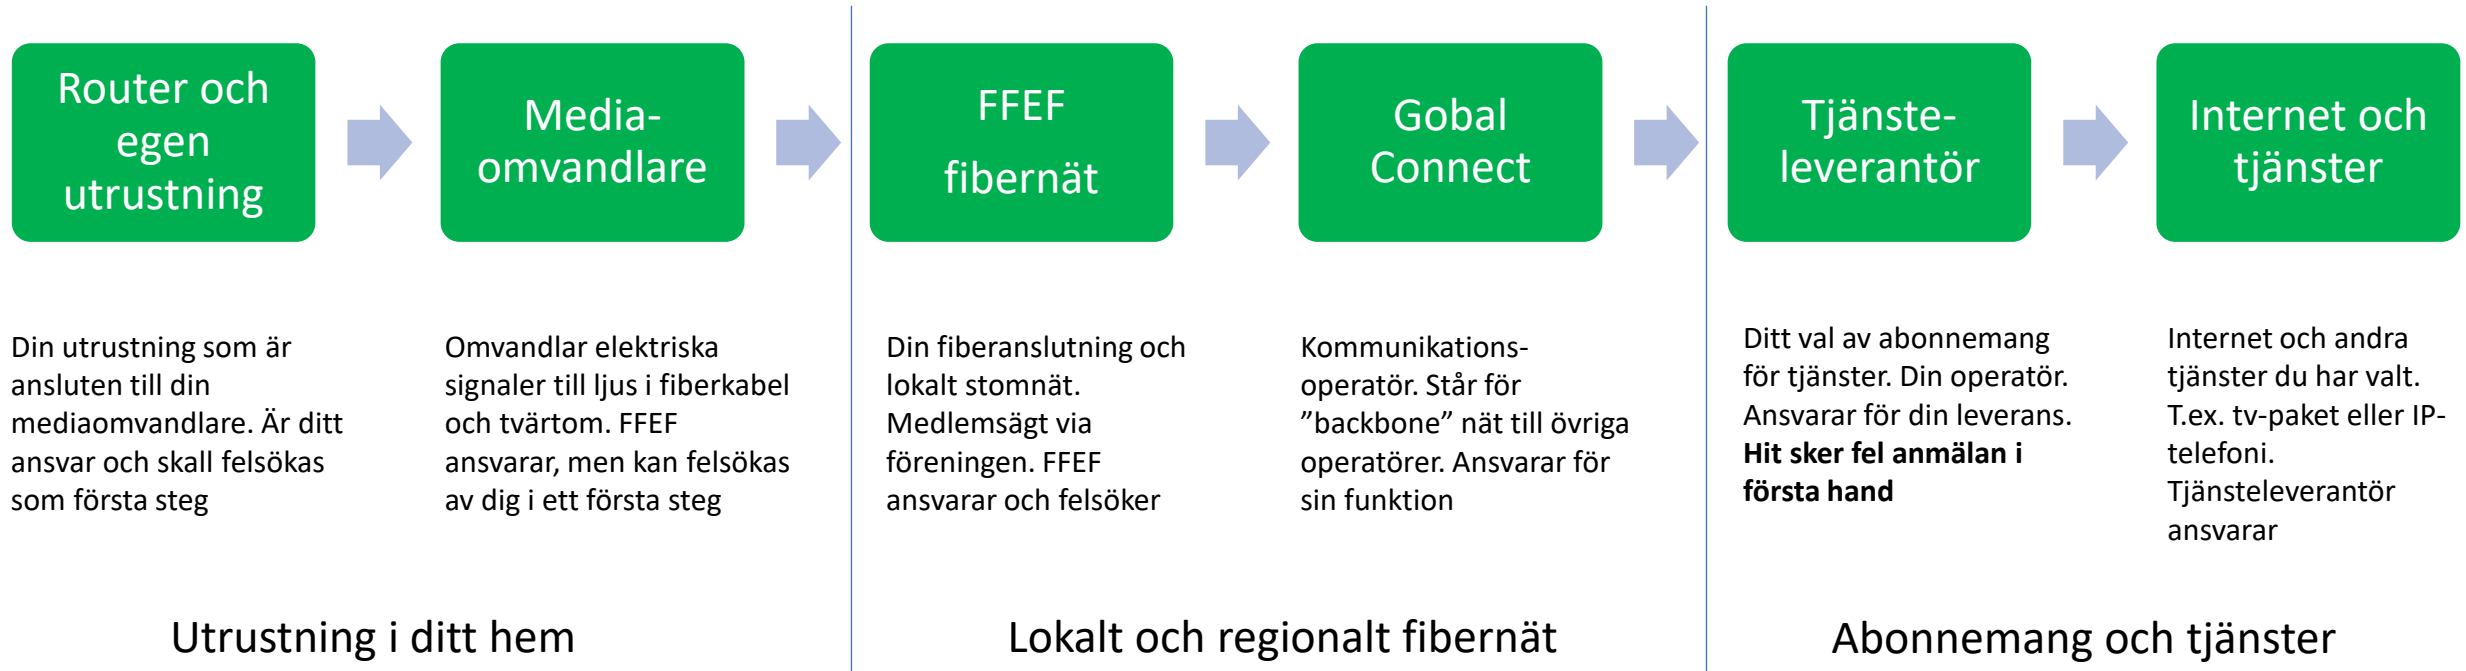 Router och
egen
utrustning
Media-
omvandlare
FFEF
fibernät
Gobal
Connect
Tjänste-
leverantör
Internet och
tjänster
Din utrustning som är
ansluten till din
mediaomvandlare. Är ditt
ansvar och skall felsökas
som första steg
Omvandlar elektriska
signaler till ljus i fiberkabel
och tvärtom. FFEF
ansvarar, men kan felsökas
av dig i ett första steg
Din fiberanslutning och
lokalt stomnät.
Medlemsägt via
föreningen. FFEF
ansvarar och felsöker
Kommunikations-
operatör. Står för
”backbone” nät till övriga
operatörer. Ansvarar för
sin funktion
Ditt val av abonnemang
för tjänster. Din operatör.
Ansvarar för din leverans.
Hit sker fel anmälan i
första hand
Internet och andra
tjänster du har valt.
T.ex. tv-paket eller IP-
telefoni.
Tjänsteleverantör
ansvarar
Utrustning i ditt hem
Lokalt och regionalt fibernät
Abonnemang och tjänster